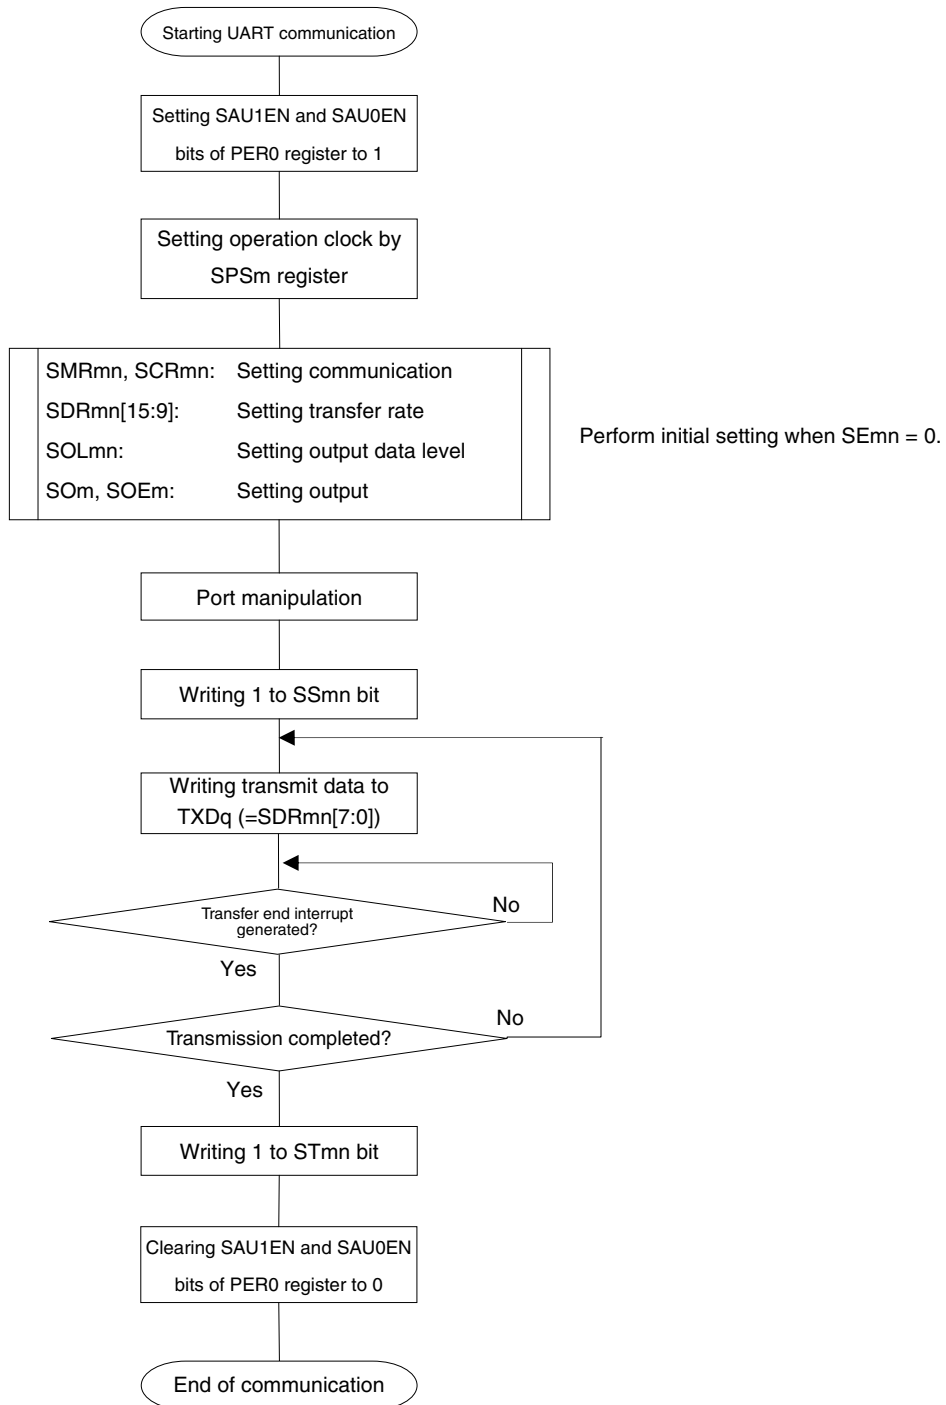 Starting UART communication
Setting SAU1EN and SAU0EN
bits of PER0 register to 1
Setting operation clock by
SPSm register
SMRmn, SCRmn: Setting communication
SDRmn[15:9]: Setting transfer rate
SOLmn: Setting output data level
SOm, SOEm: Setting output
Perform initial setting when SEmn = 0.
Port manipulation
Writing 1 to SSmn bit
Writing transmit data to
TXDq (=SDRmn[7:0])
Transfer end interrupt
generated?
No
Yes
Transmission completed?
No
Yes
Writing 1 to STmn bit
Clearing SAU1EN and SAU0EN
bits of PER0 register to 0
End of communication